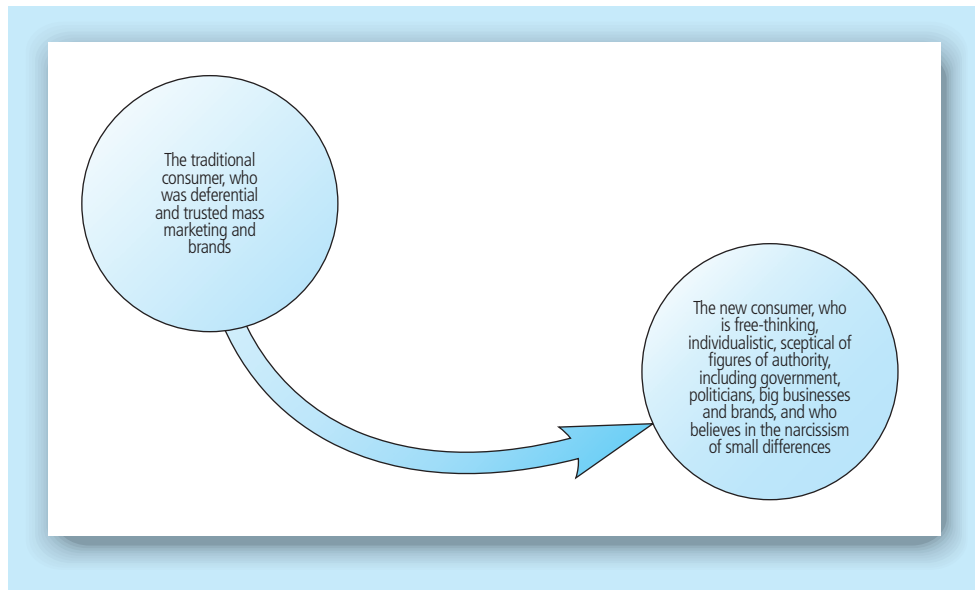 The traditional
consumer, who
was deferential
and trusted mass
marketing and
brands
The new consumer, who
is free-thinking,
individualistic, sceptical of
figures of authority,
including government,
politicians, big businesses
and brands, and who
believes in the narcissism
of small differences